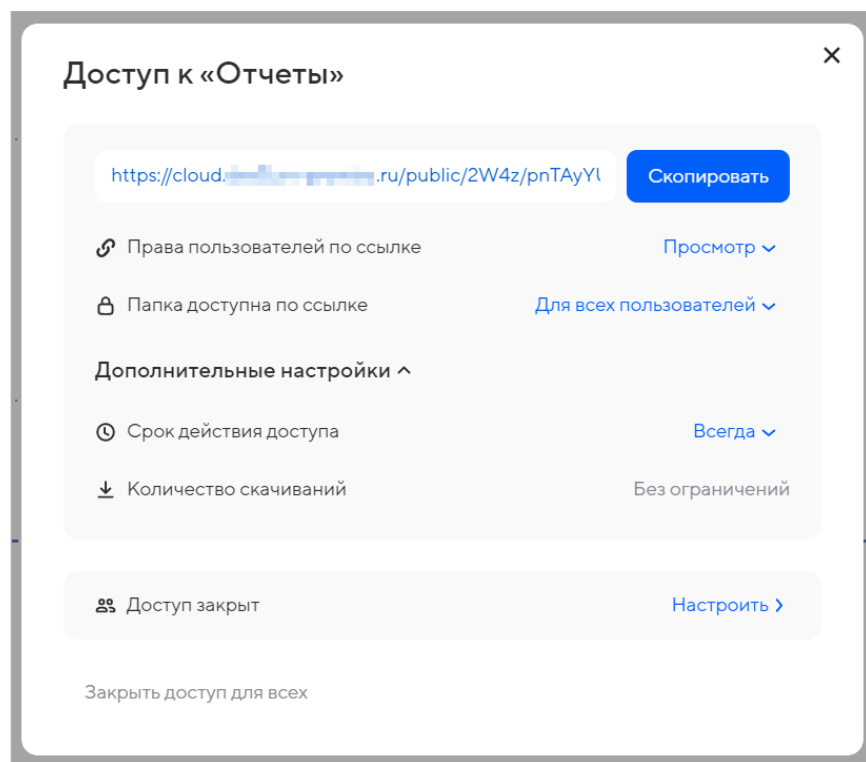 Доступ к «Отчеты»
https://cloud. .ru/public/2W4z/pnTAyYU Скопировать
Права пользователей по ссылке Просмотр
Папка доступна по ссылке Для всех пользователей
Дополнительные настройки
Срок действия доступа Всегда
Количество скачиваний Без ограничений
Доступ закрыт Настроить
Закрыть доступ для всех